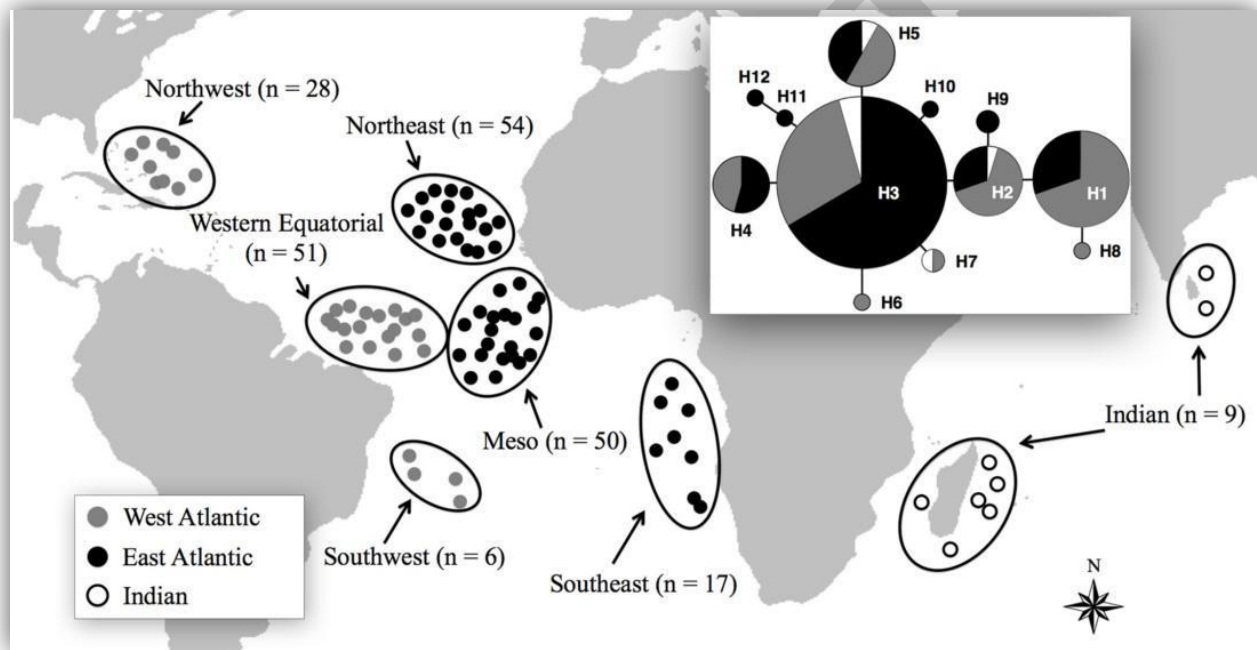 Northwest (n = 28)
Northeast (n = 54)
Western Equatorial
(n = 51)
Meso (n = 50)
Southwest (n = 6)
Southeast (n = 17)
Indian (n = 9)
West Atlantic
East Atlantic
Indian
H5
H12
H11
H10
H9
H3
H2
H1
H4
H7
H8
H6
N